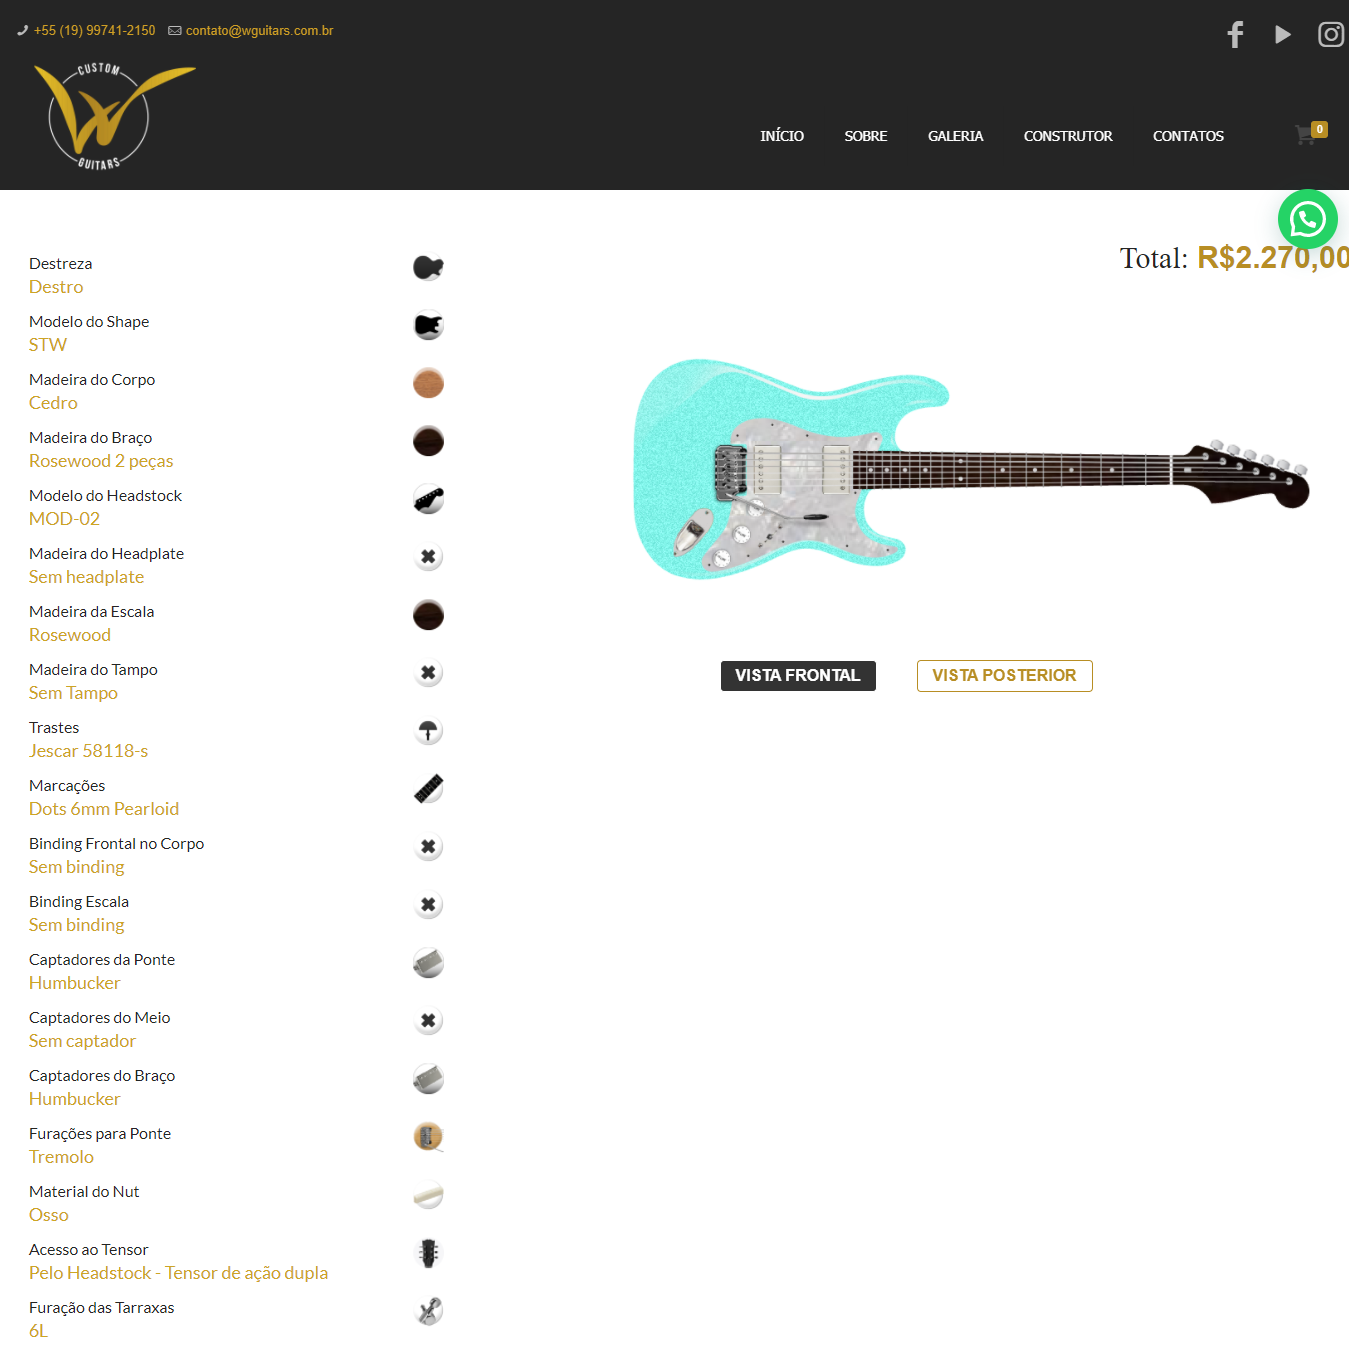 +55 (19) 99741-2150 contato@wguitars.com.br
CUSTOM
W
GUITARS
INÍCIO SOBRE GALERIA CONSTRUTOR CONTATOS 0
Total: R$2.270,00
Destreza
Destro
Modelo do Shape
STW
Madeira do Corpo
Cedro
Madeira do Braço
Rosewood 2 peças
Modelo do Headstock
MOD-02
Madeira do Headplate
Sem headplate
Madeira da Escala
Rosewood
Madeira do Tampo
Sem Tampo
Trastes
Jescar 58118-s
Marcações
Dots 6mm Pearloid
Binding Frontal no Corpo
Sem binding
Binding Escala
Sem binding
Captadores da Ponte
Humbucker
Captadores do Meio
Sem captador
Captadores do Braço
Humbucker
Furações para Ponte
Tremolo
Material do Nut
Osso
Acesso ao Tensor
Pelo Headstock - Tensor de ação dupla
Furação das Tarraxas
6L
VISTA FRONTAL VISTA POSTERIOR